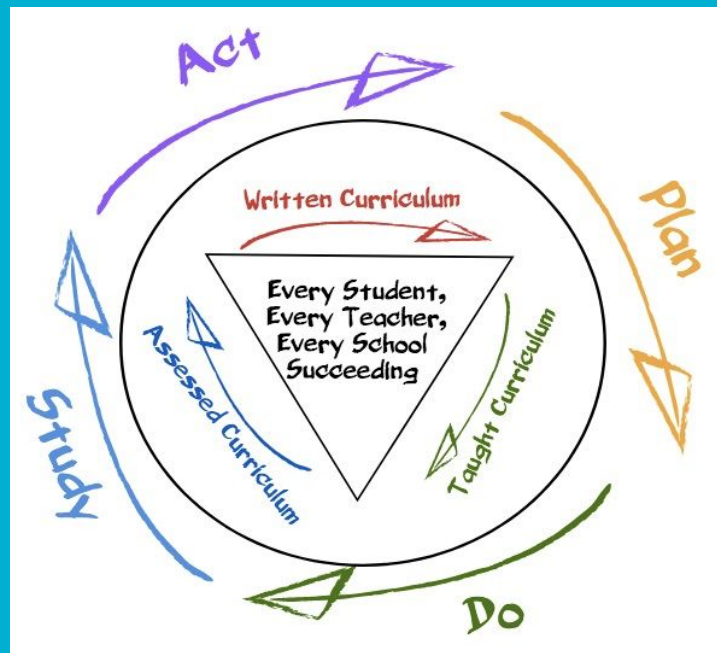 Act
Plan
Written Curriculum
Every Student,
Every Teacher,
Every School
Succeeding
Taught Curriculum
Assessed Curriculum
Study
Do